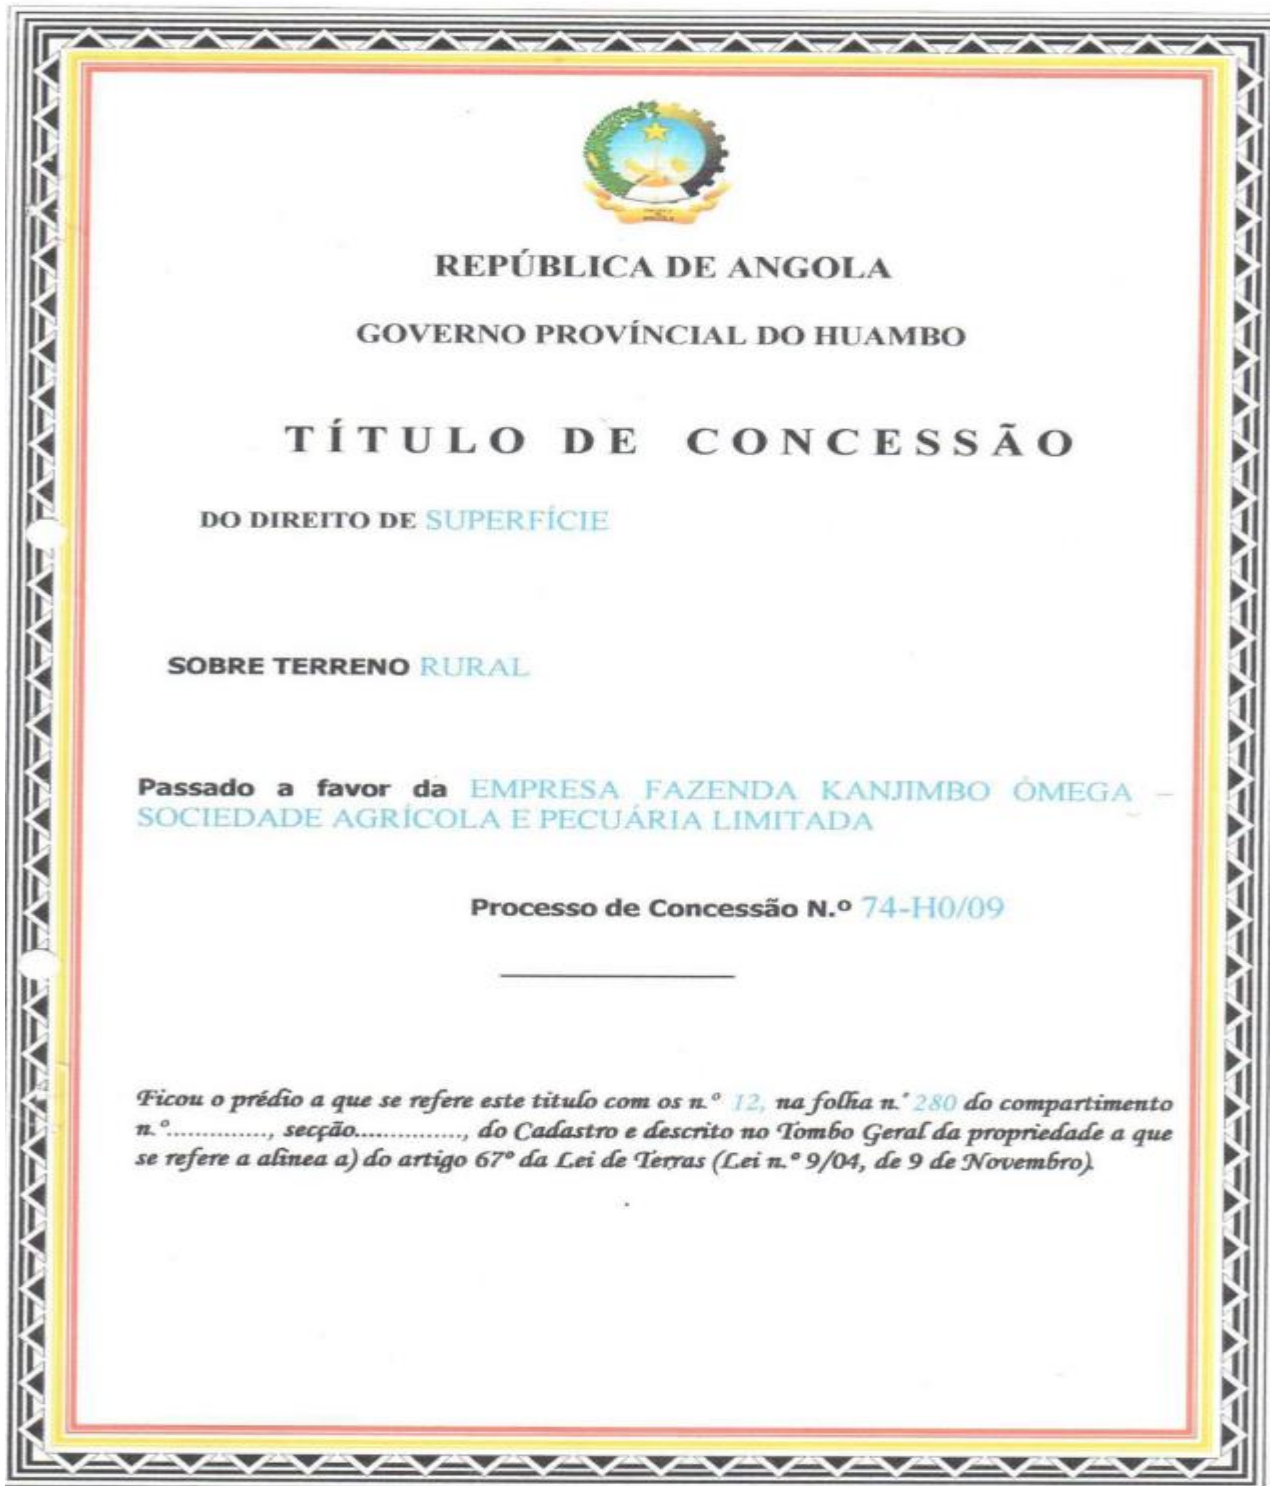 REPÚBLICA DE ANGOLA
GOVERNO PROVÍNCIAL DO HUAMBO
TÍTULO DE CONCESSÃO
DO DIREITO DE SUPERFÍCIE
SOBRE TERRENO RURAL
Passado a favor da EMPRESA FAZENDA KANJIMBO ÓMEGA –
SOCIEDADE AGRÍCOLA E PECUÁRIA LIMITADA
Processo de Concessão N.º 74-H0/09
Ficou o prédio a que se refere este titulo com os n.º 12, na folha n.º 280 do compartimento
n.º.............., secção..............., do Cadastro e descrito no Tombo Geral da propriedade a que
se refere a alinea a) do artigo 67º da Lei de Terras (Lei n.º 9/04, de 9 de Novembro).